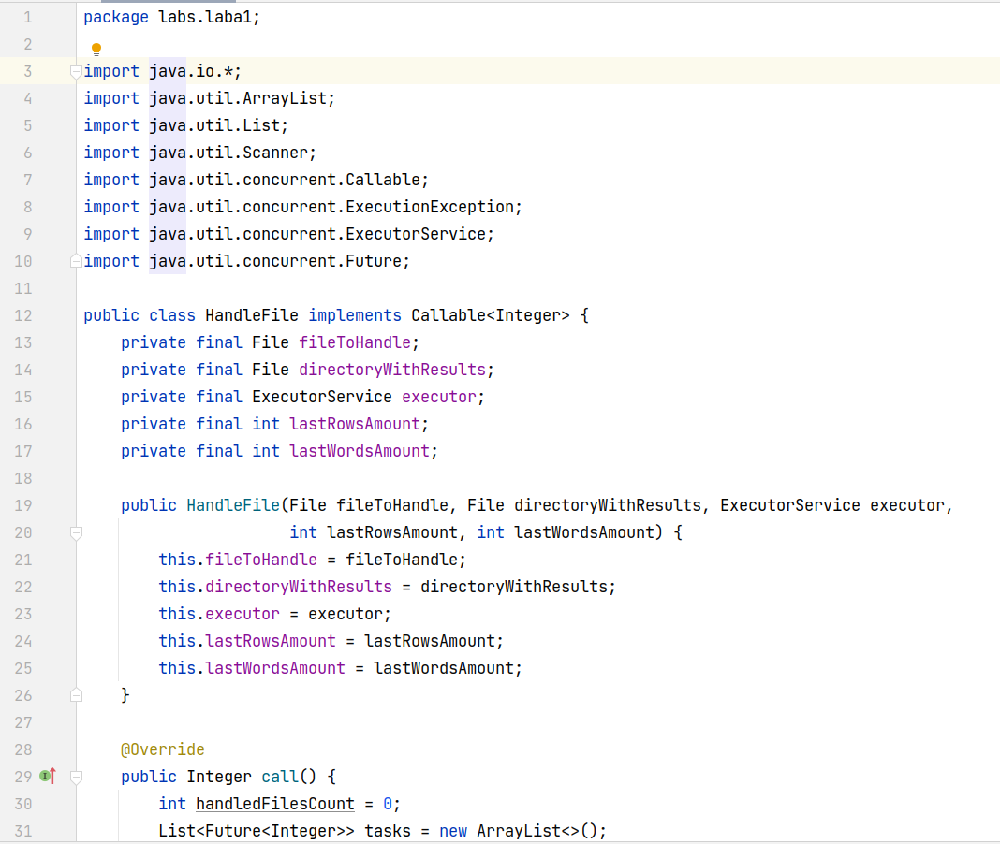 1 package labs.laba1;
2
3 import java.io.*;
4 import java.util.ArrayList;
5 import java.util.List;
6 import java.util.Scanner;
7 import java.util.concurrent.Callable;
8 import java.util.concurrent.ExecutionException;
9 import java.util.concurrent.ExecutorService;
10 import java.util.concurrent.Future;
11
12 public class HandleFile implements Callable<Integer> {
13     private final File fileToHandle;
14     private final File directoryWithResults;
15     private final ExecutorService executor;
16     private final int lastRowsAmount;
17     private final int lastWordsAmount;
18
19     public HandleFile(File fileToHandle, File directoryWithResults, ExecutorService executor,
20                       int lastRowsAmount, int lastWordsAmount) {
21         this.fileToHandle = fileToHandle;
22         this.directoryWithResults = directoryWithResults;
23         this.executor = executor;
24         this.lastRowsAmount = lastRowsAmount;
25         this.lastWordsAmount = lastWordsAmount;
26     }
27
28     @Override
29     public Integer call() {
30         int handledFilesCount = 0;
31         List<Future<Integer>> tasks = new ArrayList<>();